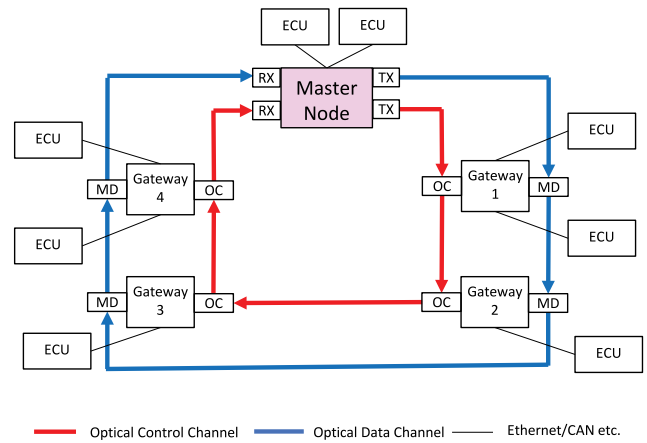 ECU
ECU
RX
Master
Node
TX
RX
TX
ECU
ECU
MD
Gateway
4
OC
OC
Gateway
1
MD
ECU
ECU
MD
Gateway
3
OC
OC
Gateway
2
MD
ECU
ECU
Optical Control Channel
Optical Data Channel
Ethernet/CAN etc.